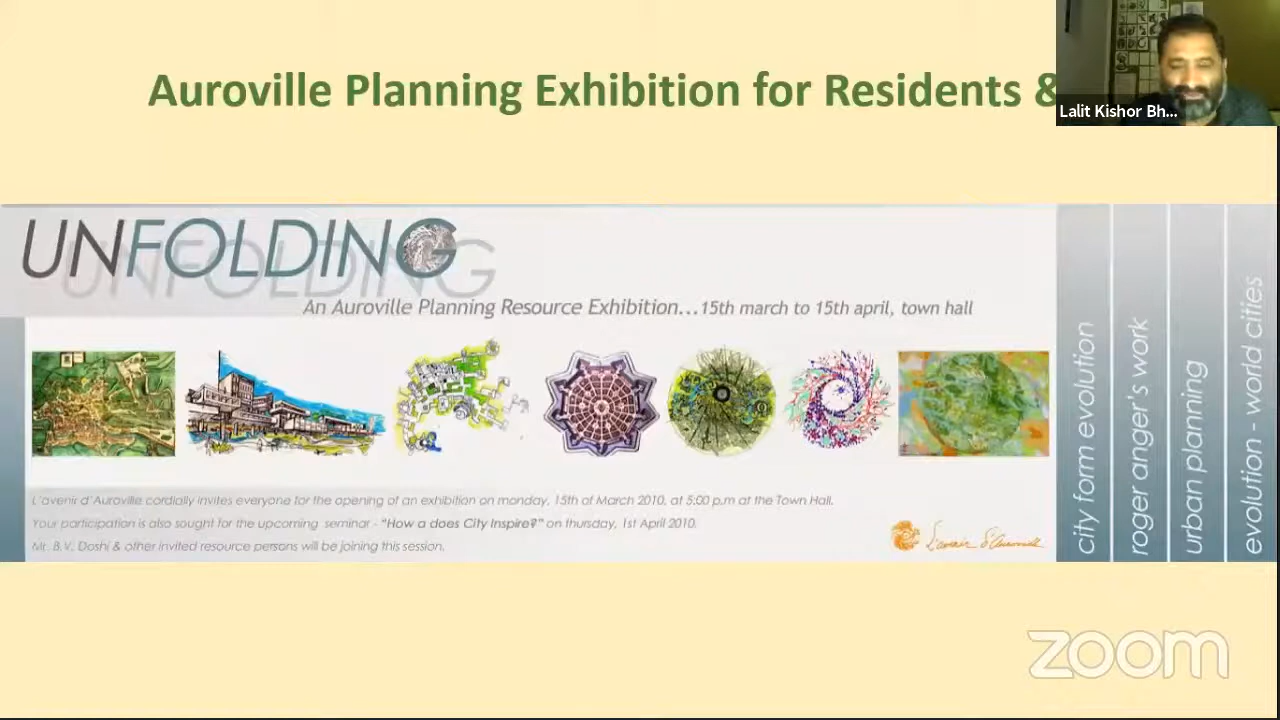 Auroville Planning Exhibition for Residents &
Lalit Kishor Bh...
UNFOLDING
An Auroville Planning Resource Exhibition...15th march to 15th april, town hall
L'avenir d'Auroville cordially invites everyone for the opening of an exhibition on monday, 15th of March 2010, at 5:00 p.m at the Town Hall.
Your participation is also sought for the upcoming seminar - "How a does City Inspire?" on thursday, 1st April 2010.
Mr. B.V. Doshi & other invited resource persons will be joining this session.
L'avenir d'Auroville
city form evolution
roger anger's work
urban planning
evolution - world cities
zoom